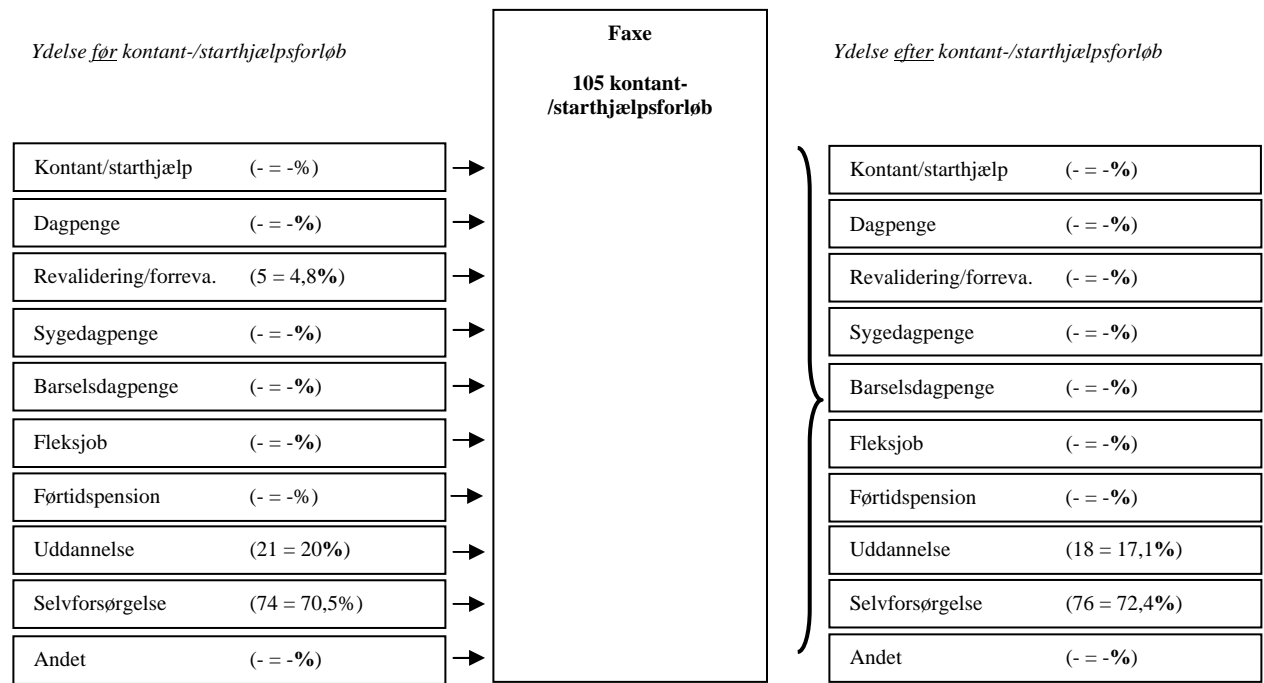 Ydelse før kontant-/starthjælpsforløb
Kontant/starthjælp (- = -%)
Dagpenge (- = -%)
Revalidering/forreva. (5 = 4,8%)
Sygedagpenge (- = -%)
Barselsdagpenge (- = -%)
Fleksjob (- = -%)
Førtidspension (- = -%)
Uddannelse (21 = 20%)
Selvforsørgelse (74 = 70,5%)
Andet (- = -%)
Faxe
105 kontant-
/starthjælpsforløb
Ydelse efter kontant-/starthjælpsforløb
Kontant/starthjælp (- = -%)
Dagpenge (- = -%)
Revalidering/forreva. (- = -%)
Sygedagpenge (- = -%)
Barselsdagpenge (- = -%)
Fleksjob (- = -%)
Førtidspension (- = -%)
Uddannelse (18 = 17,1%)
Selvforsørgelse (76 = 72,4%)
Andet (- = -%)